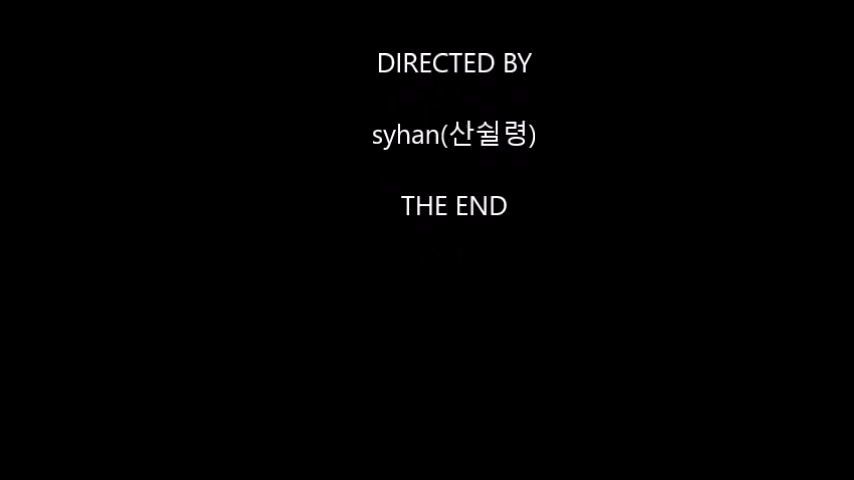 DIRECTED BY
syhan(산쉴령)
THE END